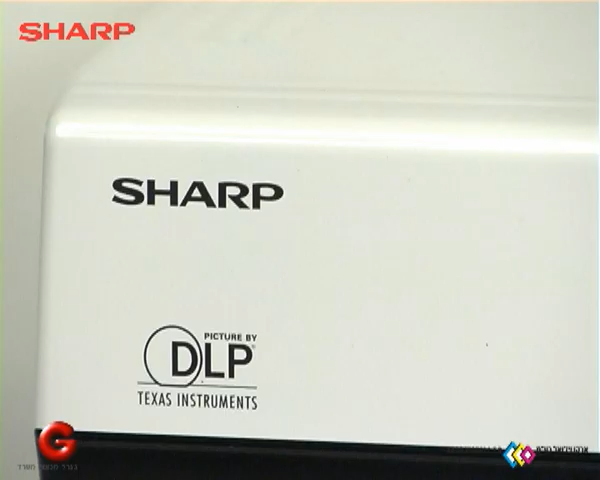 SHARP
SHARP
PICTURE BY
DLP
TEXAS INSTRUMENTS
G